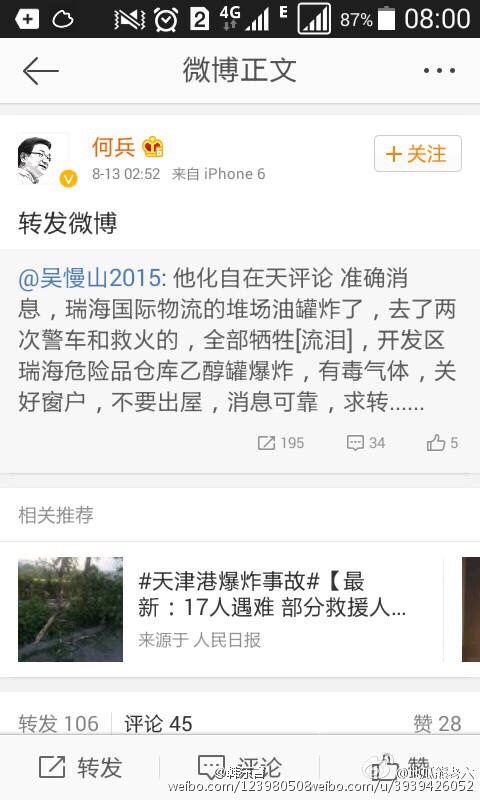 2 4G E 87% 08:00
微博正文
何兵
+关注
8-13 02:52 来自 iPhone 6
转发微博
@吴慢山2015: 他化自在天评论 准确消
息，瑞海国际物流的堆场油罐炸了，去了两
次警车和救火的，全部牺牲[流泪]，开发区
瑞海危险品仓库乙醇罐爆炸，有毒气体，关
好窗户，不要出屋，消息可靠，求转......
195 34 5
相关推荐
#天津港爆炸事故#【最
新：17人遇难 部分救援人...
来源于 人民日报
转发 106 评论 45 赞 28
转发 评论 赞
weibo.com/123980508
weibo.com/u/3939426052